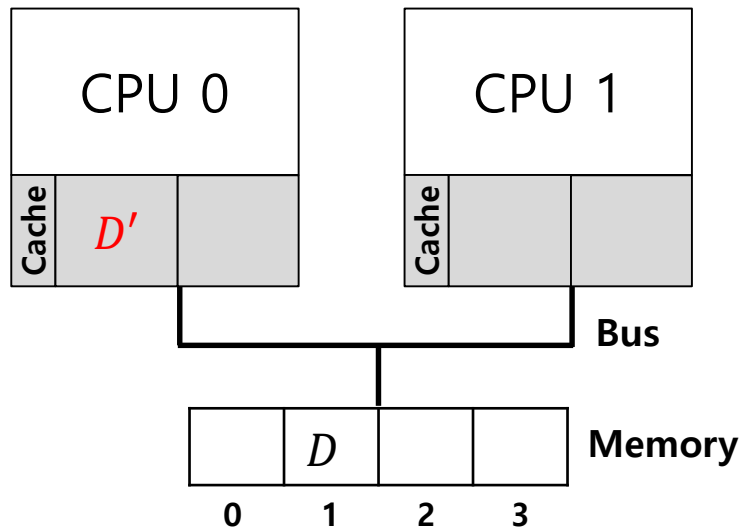 CPU 0
CPU 1
Cache
D′
Cache
Bus
D
Memory
0 1 2 3